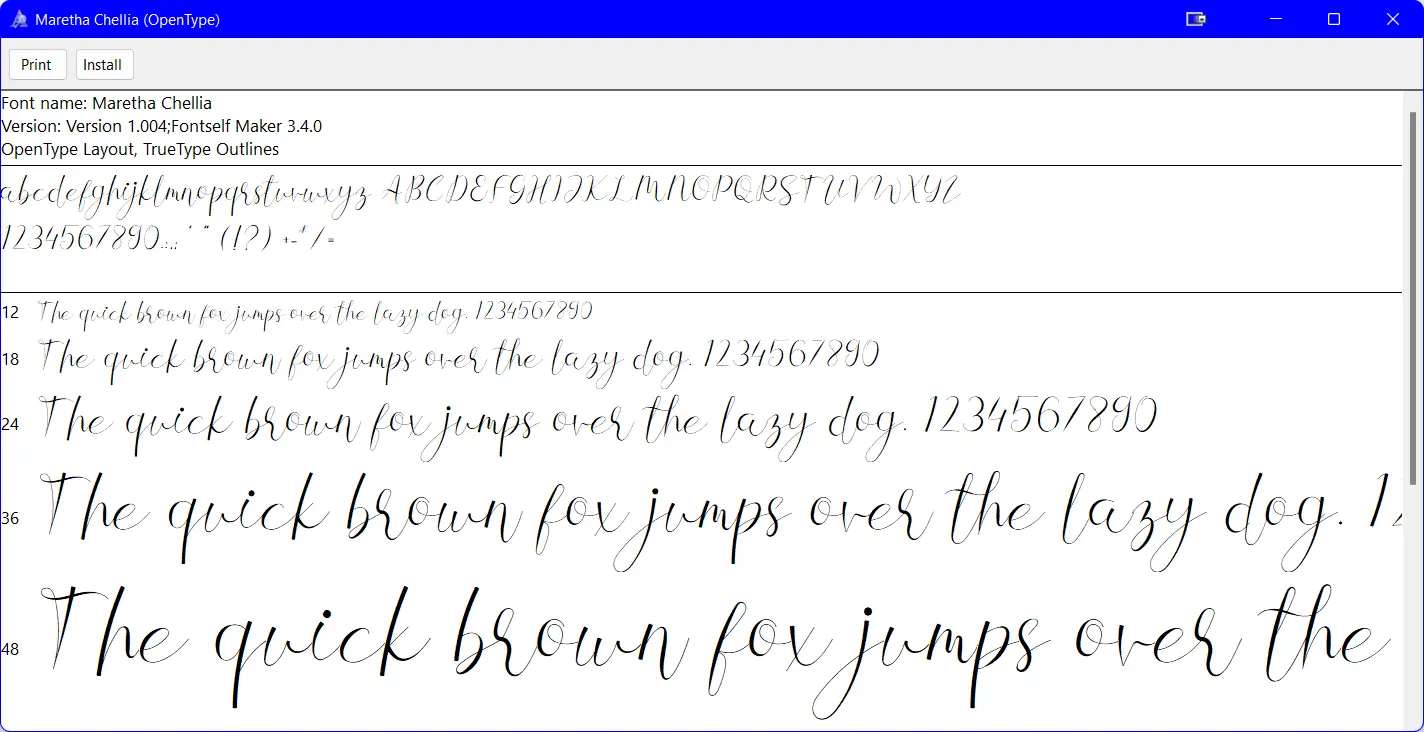 Maretha Chellia (OpenType)
Print Install
Font name: Maretha Chellia
Version: Version 1.004;Fontself Maker 3.4.0
OpenType Layout, TrueType Outlines
abcdefghijklmnopqrstuvwxyz ABCDEFGHIJKLMNOPQRSTUVWXYZ
1234567890.:,; ' " (!?) +-*/=
12 The quick brown fox jumps over the lazy dog. 1234567890
18 The quick brown fox jumps over the lazy dog. 1234567890
24 The quick brown fox jumps over the lazy dog. 1234567890
36 The quick brown fox jumps over the lazy dog. 12
48 The quick brown fox jumps over the